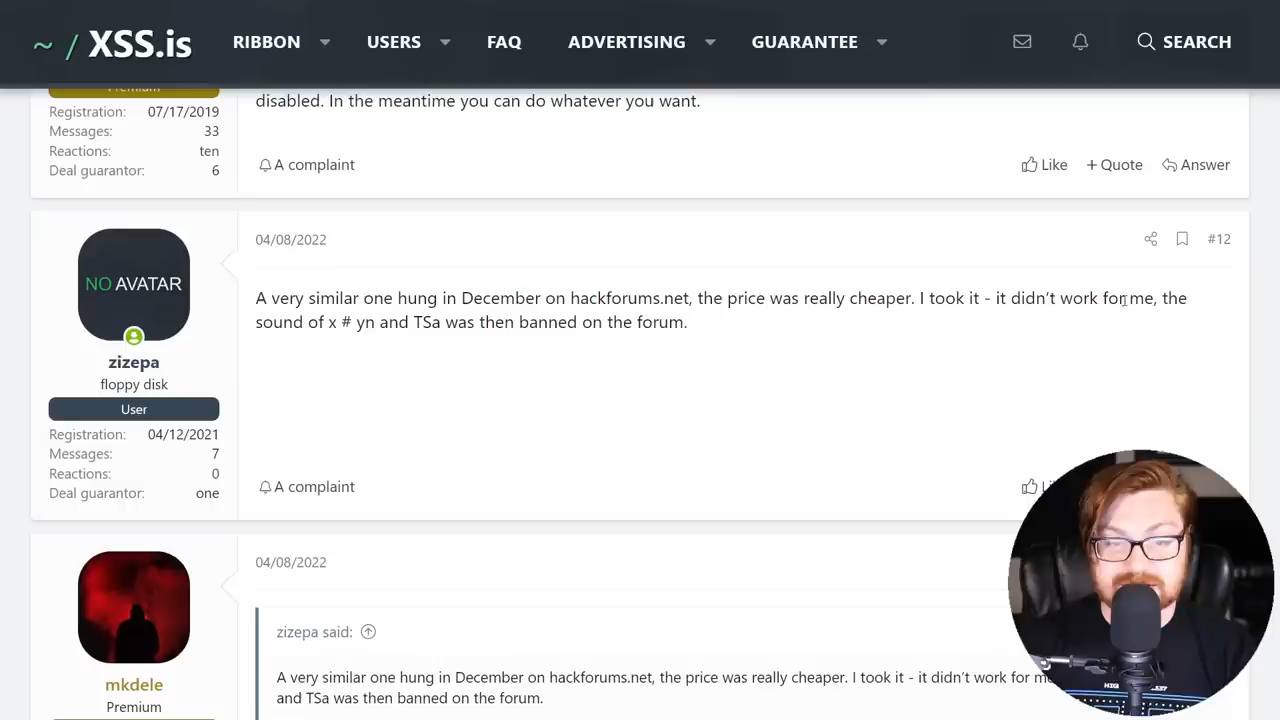 ~ / XSS.is RIBBON USERS FAQ ADVERTISING GUARANTEE SEARCH
Premium
disabled. In the meantime you can do whatever you want.
Registration: 07/17/2019
Messages: 33
Reactions: ten
Deal guarantor: 6
A complaint
Like + Quote Answer
NO AVATAR
zizepa
floppy disk
User
Registration: 04/12/2021
Messages: 7
Reactions: 0
Deal guarantor: one
04/08/2022 #12
A very similar one hung in December on hackforums.net, the price was really cheaper. I took it - it didn't work for me, the
sound of x # yn and TSa was then banned on the forum.
A complaint
mkdele
Premium
04/08/2022
zizepa said:
A very similar one hung in December on hackforums.net, the price was really cheaper. I took it - it didn't work for
and TSa was then banned on the forum.